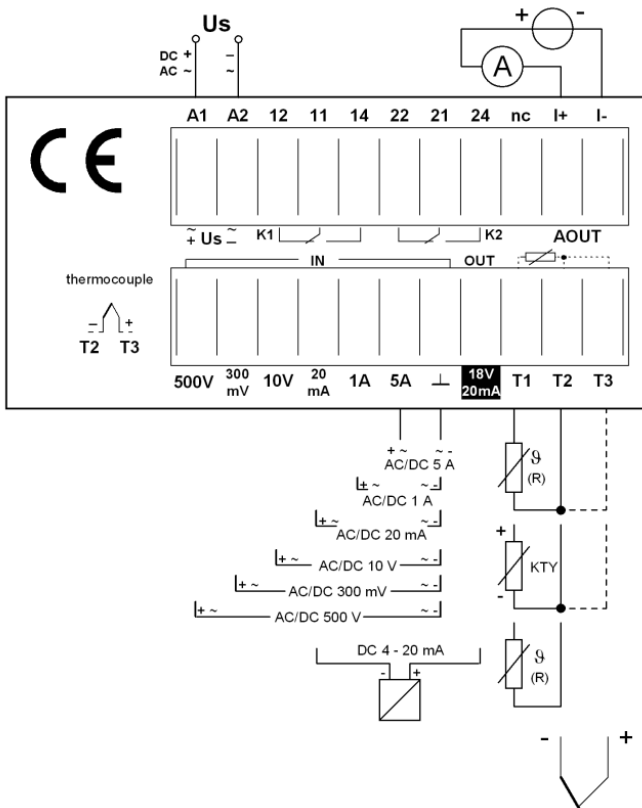 Us
+ -
DC + –
AC ~ ~
A
A1 A2 12 11 14 22 21 24 nc I+ I-
CE
~ ~
+ Us – K1 K2 AOUT
IN OUT
thermocouple
– +
T2 T3
500V 300 mV 10V 20 mA 1A 5A ⊥ 18V 20mA T1 T2 T3
+ ~ ~ -
AC/DC 5 A
ϑ
(R)
+ ~ ~ -
AC/DC 1 A
+ ~ ~ -
AC/DC 20 mA
+
KTY
-
+ ~ AC/DC 10 V ~ -
+ ~ AC/DC 300 mV ~ -
+ ~ AC/DC 500 V ~ -
DC 4 - 20 mA
- +
ϑ
(R)
- +